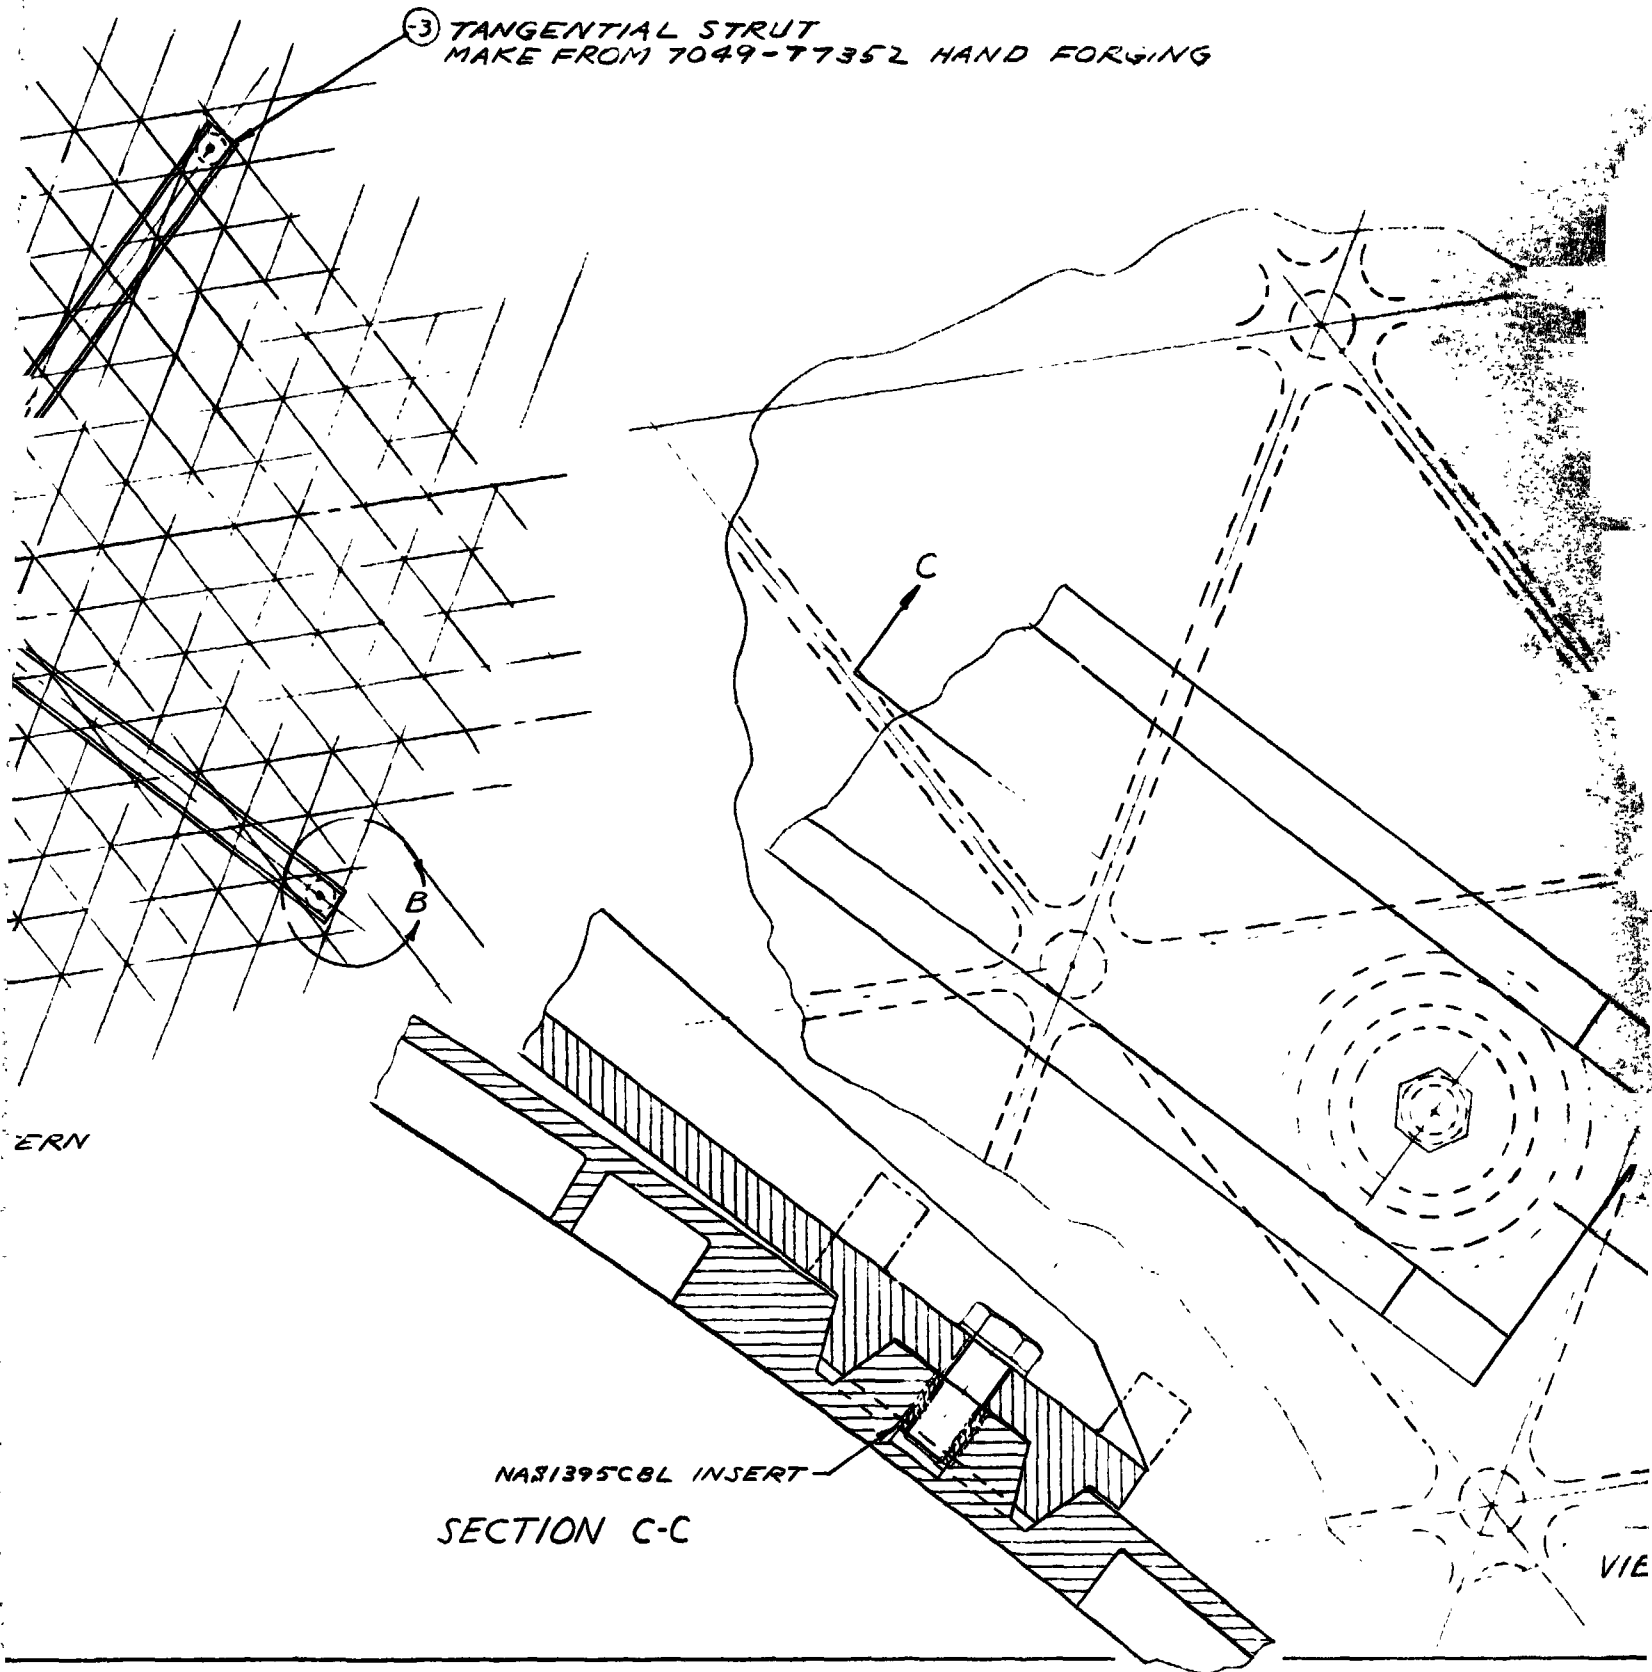 -3 TANGENTIAL STRUT
MAKE FROM 7049-T7352 HAND FORGING
C
B
ERN
NAS1395C8L INSERT
SECTION C-C
VIE